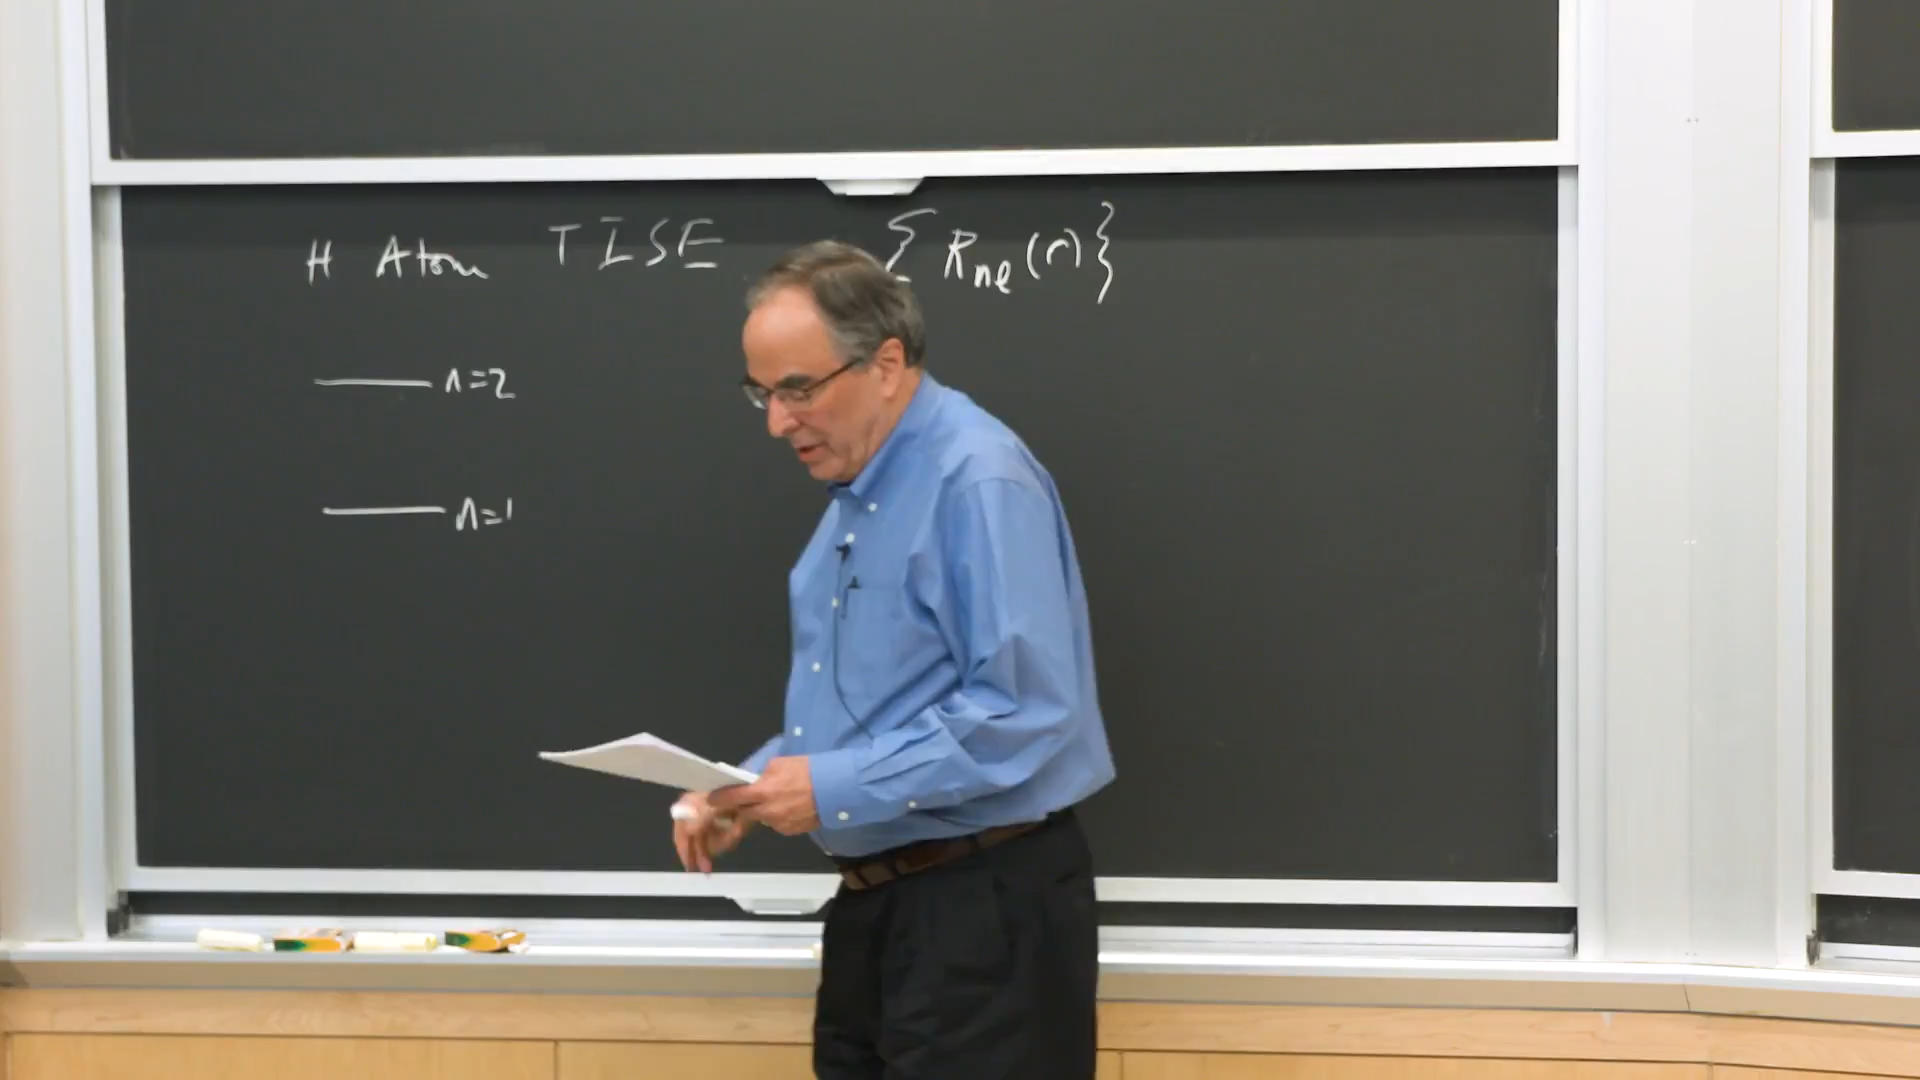 H Atom TISE { Rnl (r) }
n=2
n=1